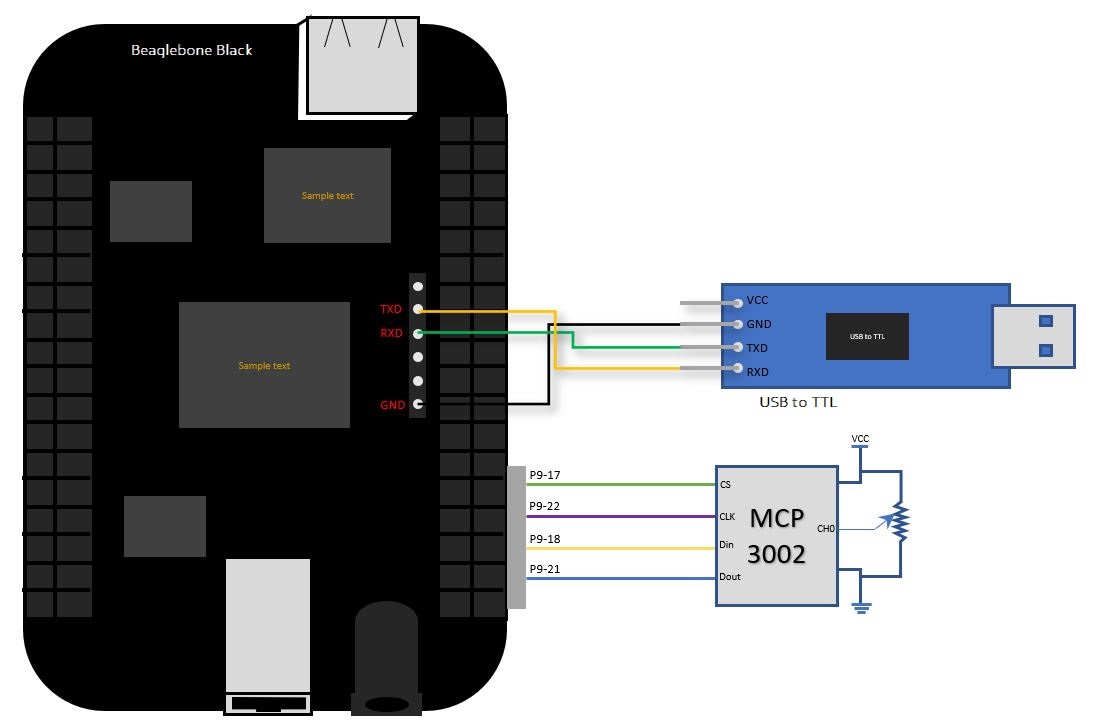 Beaglebone Black
Sample text
TXD
RXD
Sample text
GND
VCC
GND
TXD
RXD
USB to TTL
USB to TTL
P9-17
P9-22
P9-18
P9-21
CS
CLK
Din
Dout
MCP
3002
CH0
VCC